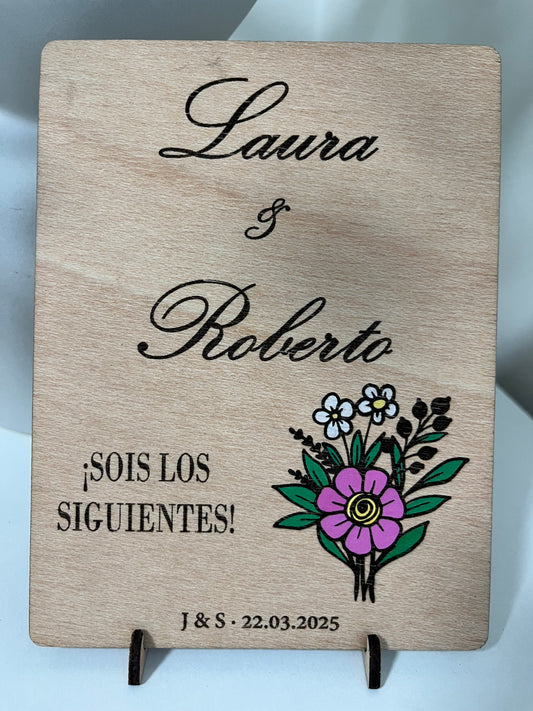 Laura
&
Roberto
¡SOIS LOS
SIGUIENTES!
J & S · 22.03.2025